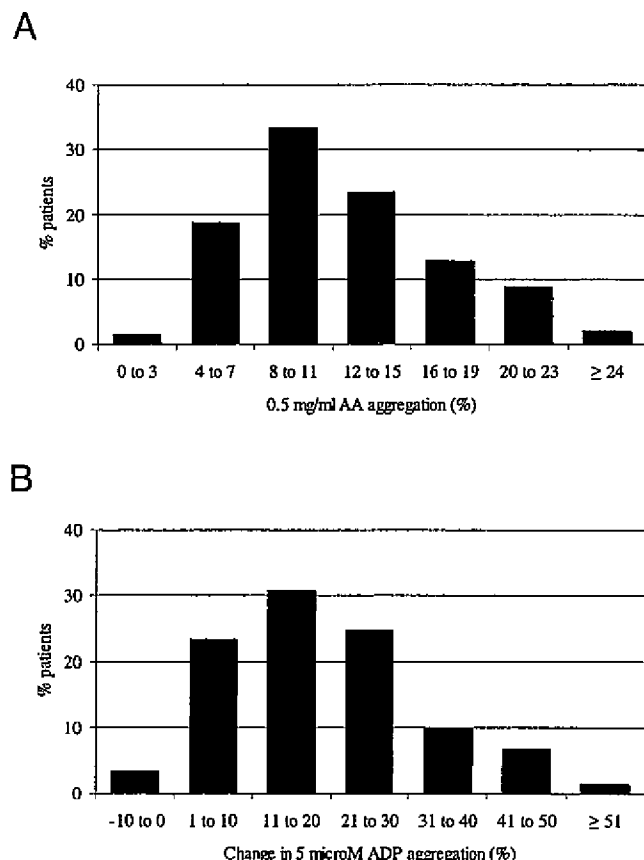 A
40
30
20
10
0
% patients
0 to 3 4 to 7 8 to 11 12 to 15 16 to 19 20 to 23 ≥ 24
0.5 mg/ml AA aggregation (%)
B
40
30
20
10
0
% patients
-10 to 0 1 to 10 11 to 20 21 to 30 31 to 40 41 to 50 ≥ 51
Change in 5 microM ADP aggregation (%)